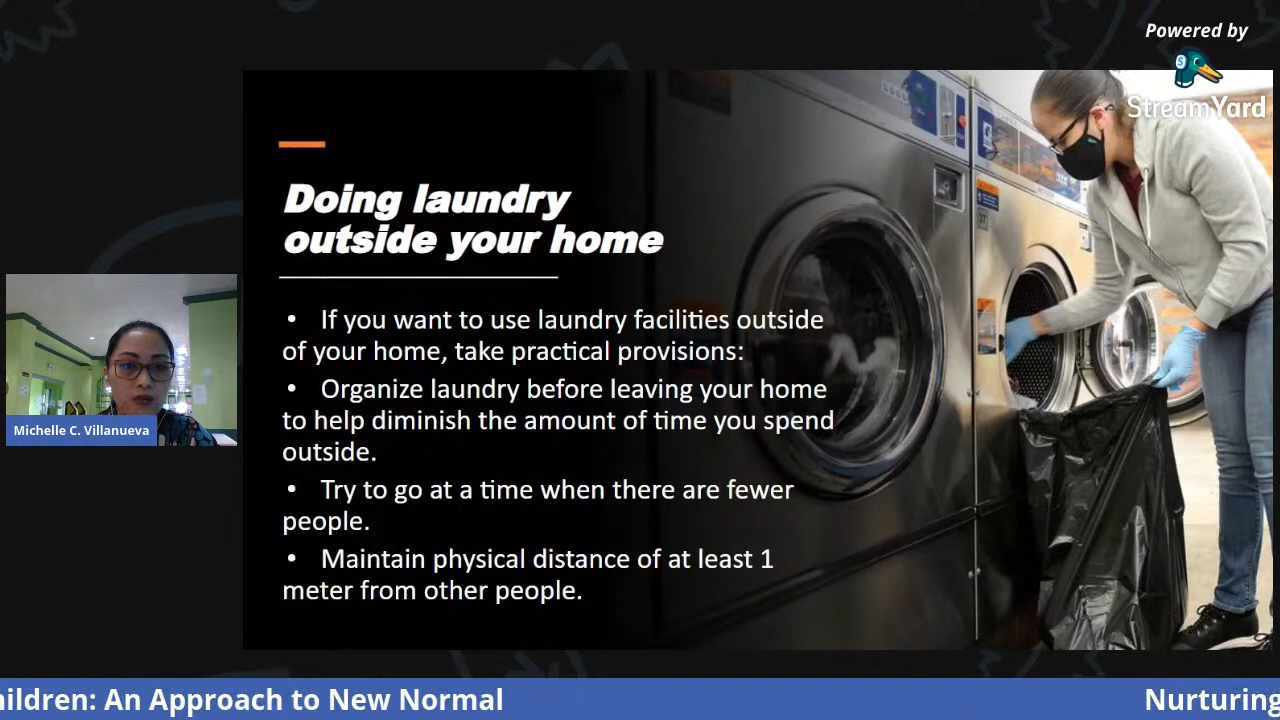 Powered by
StreamYard
Doing laundry
outside your home
• If you want to use laundry facilities outside
of your home, take practical provisions:
• Organize laundry before leaving your home
to help diminish the amount of time you spend
outside.
• Try to go at a time when there are fewer
people.
• Maintain physical distance of at least 1
meter from other people.
Michelle C. Villanueva
ildren: An Approach to New Normal
Nurturing